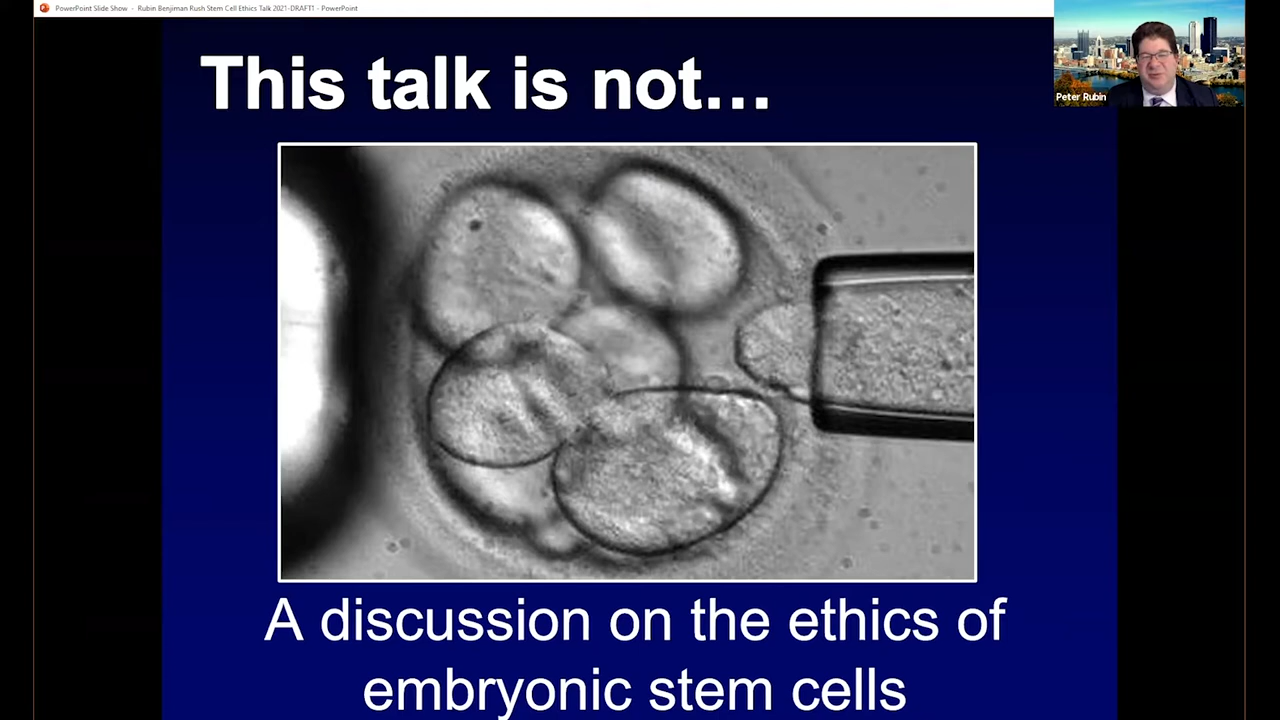 PowerPoint Slide Show - Rubin Benjiman Rush Stem Cell Ethics Talk 2021-DRAFT1 - PowerPoint
This talk is not...
Peter Rubin
A discussion on the ethics of
embryonic stem cells